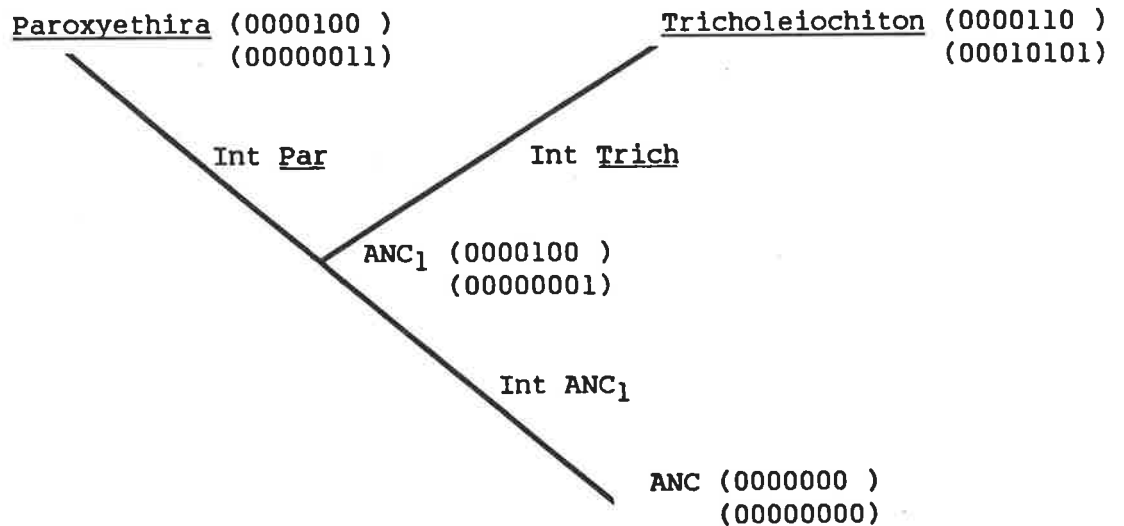 Paroxyethira (0000100 )
(00000011)
Tricholeiochiton (0000110 )
(00010101)
Int Par
Int Trich
ANC1 (0000100 )
(00000001)
Int ANC1
ANC (0000000 )
(00000000)